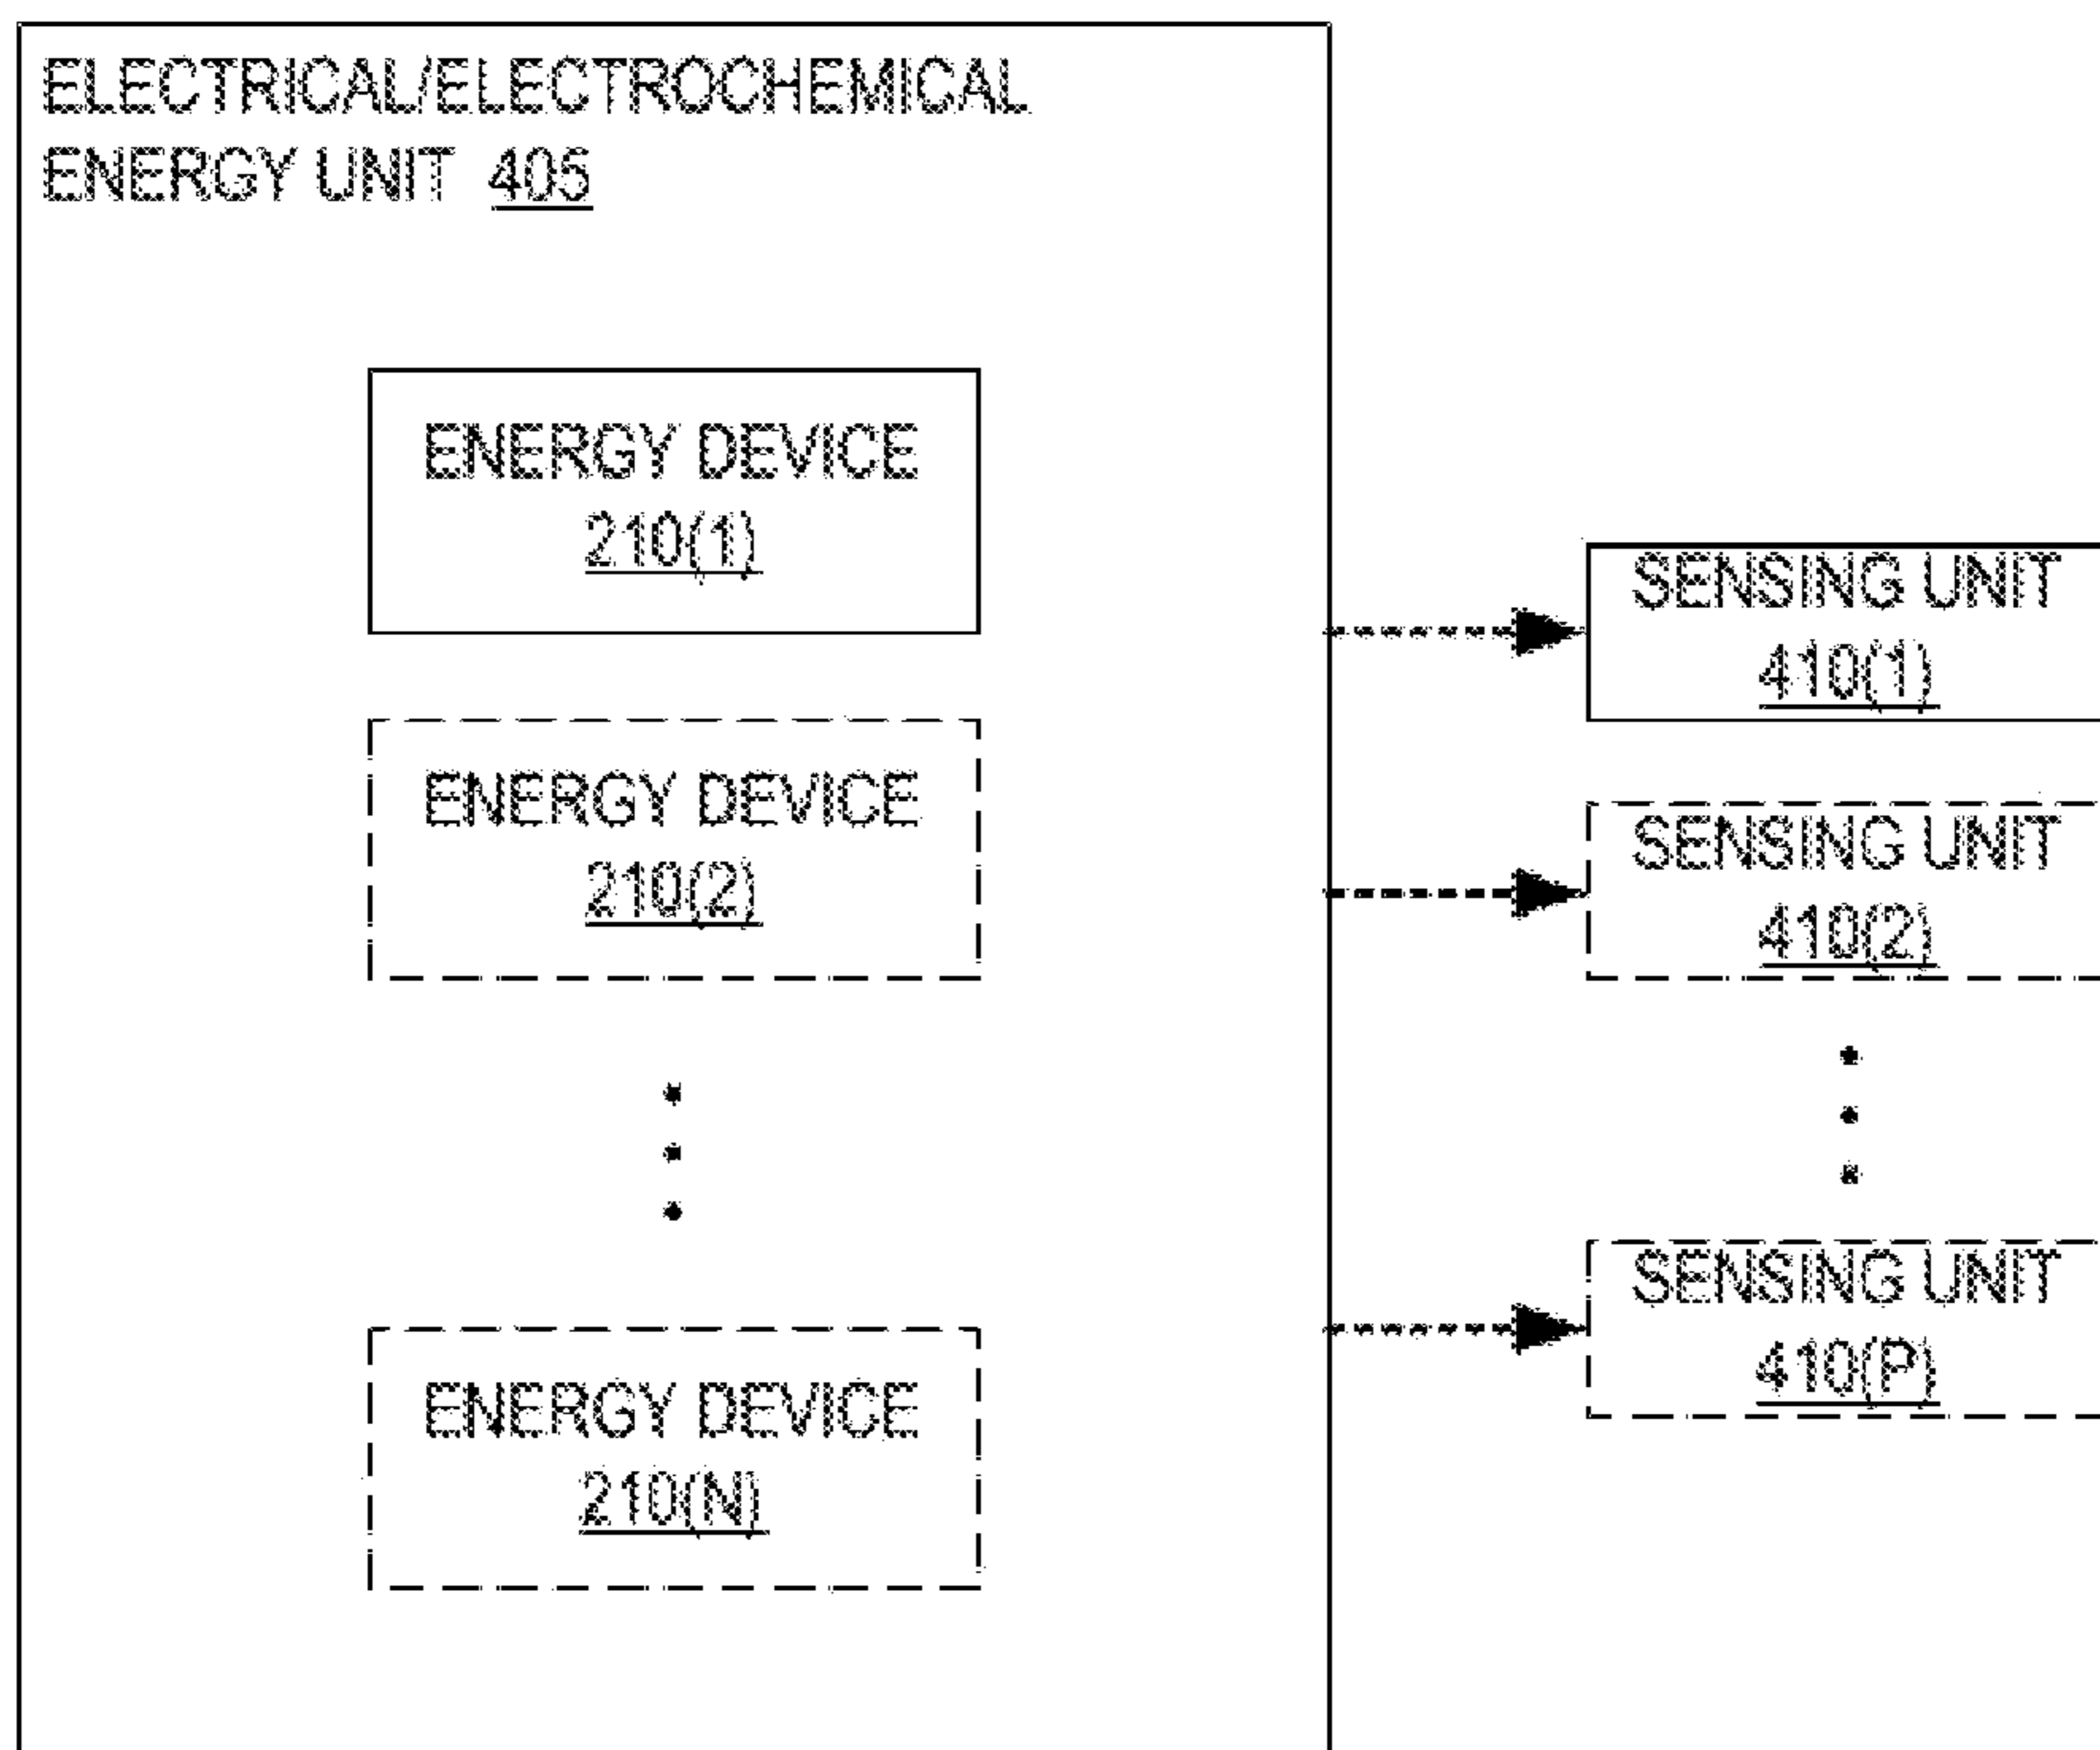 ELECTRICAL/ELECTROCHEMICAL
ENERGY UNIT 405
ENERGY DEVICE
210(1)
ENERGY DEVICE
210(2)
ENERGY DEVICE
210(N)
SENSING UNIT
410(1)
SENSING UNIT
410(2)
SENSING UNIT
410(P)